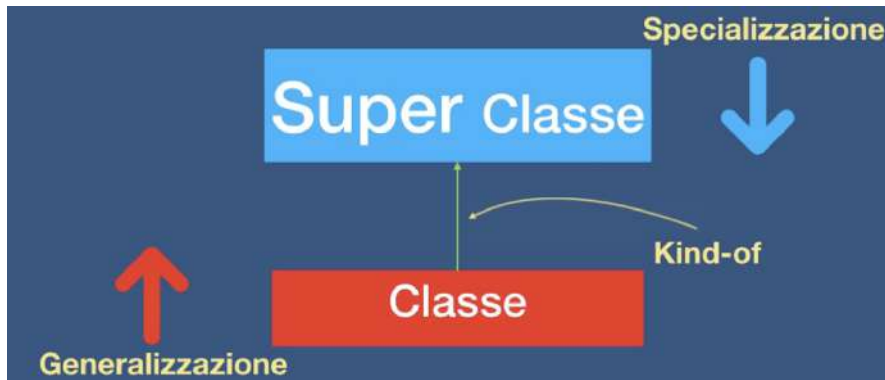 Specializzazione
Super Classe
Kind-of
Classe
Generalizzazione